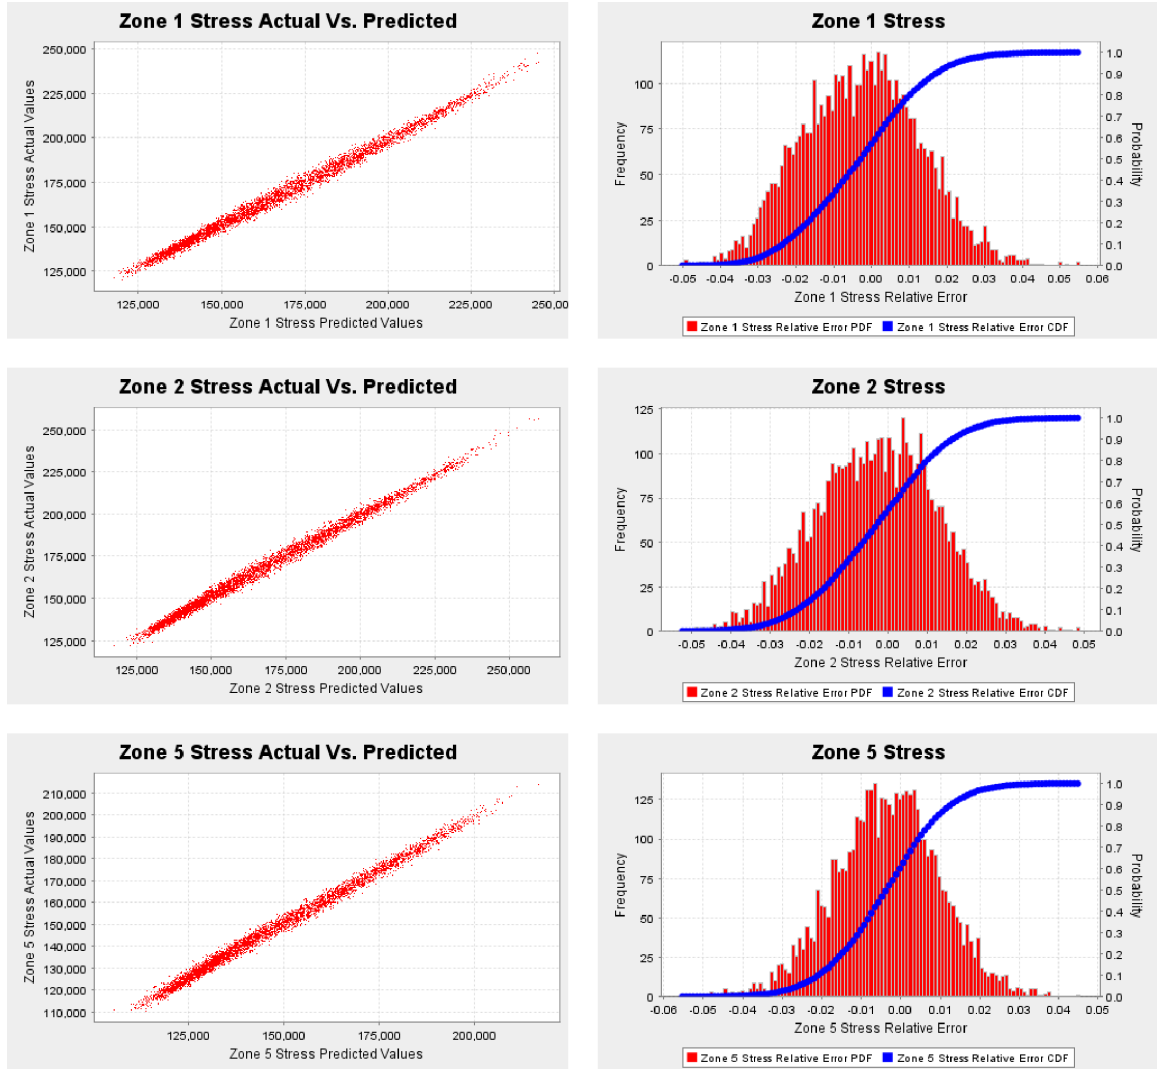 Zone 1 Stress Actual Vs. Predicted
Zone 1 Stress Actual Values
250,000
225,000
200,000
175,000
150,000
125,000
125,000 150,000 175,000 200,000 225,000 250,000
Zone 1 Stress Predicted Values
Zone 1 Stress
Frequency
100
75
50
25
0
1.0
0.9
0.8
0.7
0.6
0.5
0.4
0.3
0.2
0.1
0.0
Probability
-0.05 -0.04 -0.03 -0.02 -0.01 0.00 0.01 0.02 0.03 0.04 0.05 0.06
Zone 1 Stress Relative Error
Zone 1 Stress Relative Error PDF Zone 1 Stress Relative Error CDF
Zone 2 Stress Actual Vs. Predicted
Zone 2 Stress Actual Values
250,000
225,000
200,000
175,000
150,000
125,000
125,000 150,000 175,000 200,000 225,000 250,000
Zone 2 Stress Predicted Values
Zone 2 Stress
Frequency
125
100
75
50
25
0
1.0
0.9
0.8
0.7
0.6
0.5
0.4
0.3
0.2
0.1
0.0
Probability
-0.05 -0.04 -0.03 -0.02 -0.01 0.00 0.01 0.02 0.03 0.04 0.05
Zone 2 Stress Relative Error
Zone 2 Stress Relative Error PDF Zone 2 Stress Relative Error CDF
Zone 5 Stress Actual Vs. Predicted
Zone 5 Stress Actual Values
210,000
200,000
190,000
180,000
170,000
160,000
150,000
140,000
130,000
120,000
110,000
125,000 150,000 175,000 200,000
Zone 5 Stress Predicted Values
Zone 5 Stress
Frequency
125
100
75
50
25
0
1.0
0.9
0.8
0.7
0.6
0.5
0.4
0.3
0.2
0.1
0.0
Probability
-0.06 -0.05 -0.04 -0.03 -0.02 -0.01 0.00 0.01 0.02 0.03 0.04 0.05
Zone 5 Stress Relative Error
Zone 5 Stress Relative Error PDF Zone 5 Stress Relative Error CDF